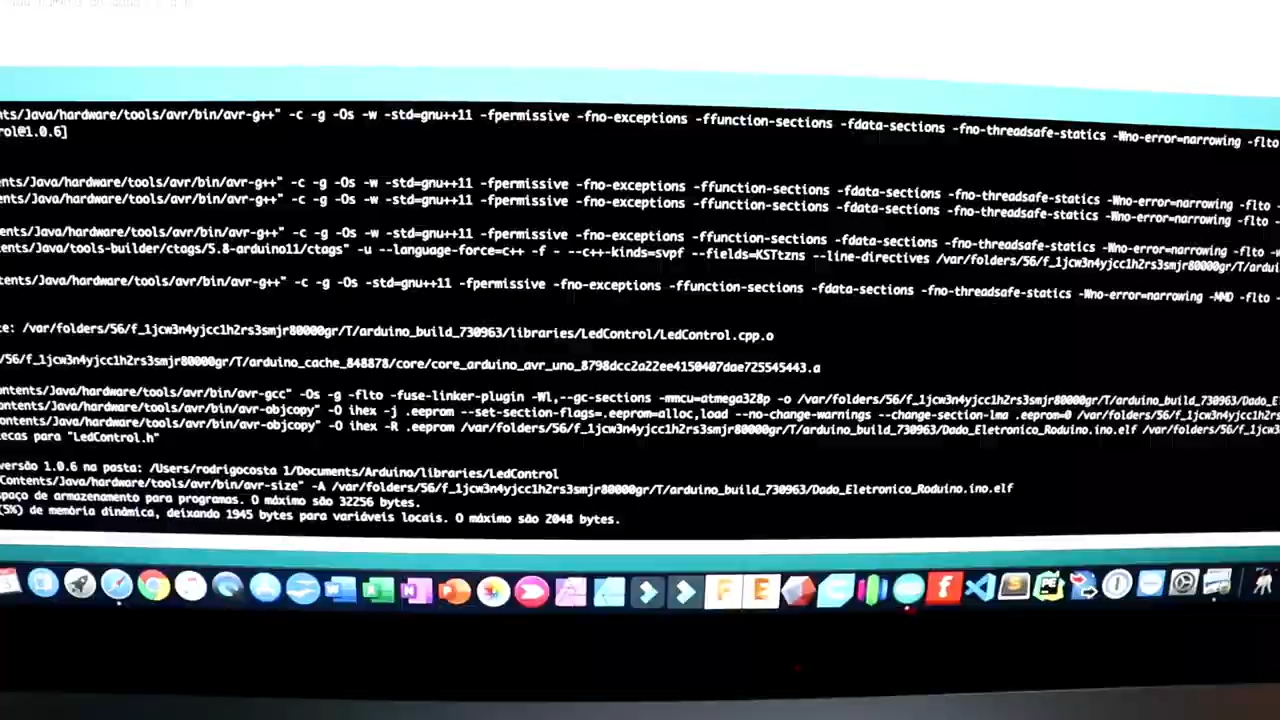 nts/Java/hardware/tools/avr/bin/avr-g++" -c -g -Os -w -std=gnu++11 -fpermissive -fno-exceptions -ffunction-sections -fdata-sections -fno-threadsafe-statics -Wno-error=narrowing -flto
rol@1.0.6]
ents/Java/hardware/tools/avr/bin/avr-g++" -c -g -Os -w -std=gnu++11 -fpermissive -fno-exceptions -ffunction-sections -fdata-sections -fno-threadsafe-statics -Wno-error=narrowing -flto -
ents/Java/hardware/tools/avr/bin/avr-g++" -c -g -Os -w -std=gnu++11 -fpermissive -fno-exceptions -ffunction-sections -fdata-sections -fno-threadsafe-statics -Wno-error=narrowing -flto -
ents/Java/hardware/tools/avr/bin/avr-g++" -c -g -Os -w -std=gnu++11 -fpermissive -fno-exceptions -ffunction-sections -fdata-sections -fno-threadsafe-statics -Wno-error=narrowing -flto -w
ents/Java/tools-builder/ctags/5.8-arduino11/ctags" -u --language-force=c++ -f - --c++-kinds=svpf --fields=KSTtzns --line-directives /var/folders/56/f_1jcw3n4yjcc1h2rs3smjr80000gr/T/ardui
ents/Java/hardware/tools/avr/bin/avr-g++" -c -g -Os -w -std=gnu++11 -fpermissive -fno-exceptions -ffunction-sections -fdata-sections -fno-threadsafe-statics -Wno-error=narrowing -MMD -flto -
te: /var/folders/56/f_1jcw3n4yjcc1h2rs3smjr80000gr/T/arduino_build_730963/libraries/LedControl/LedControl.cpp.o
/56/f_1jcw3n4yjcc1h2rs3smjr80000gr/T/arduino_cache_848878/core/core_arduino_avr_uno_8798dcc2a22ee4150407dae725545443.a
ontents/Java/hardware/tools/avr/bin/avr-gcc" -Os -g -flto -fuse-linker-plugin -Wl,--gc-sections -mmcu=atmega328p -o /var/folders/56/f_1jcw3n4yjcc1h2rs3smjr80000gr/T/arduino_build_730963/Dado_El
ontents/Java/hardware/tools/avr/bin/avr-objcopy" -O ihex -j .eeprom --set-section-flags=.eeprom=alloc,load --no-change-warnings --change-section-lma .eeprom=0 /var/folders/56/f_1jcw3n4yjcc1h2rs
Contents/Java/hardware/tools/avr/bin/avr-objcopy" -O ihex -R .eeprom /var/folders/56/f_1jcw3n4yjcc1h2rs3smjr80000gr/T/arduino_build_730963/Dado_Eletronico_Roduino.ino.elf /var/folders/56/f_1jcw3
ecas para "LedControl.h"
versão 1.0.6 na pasta: /Users/rodrigocosta 1/Documents/Arduino/libraries/LedControl
Contents/Java/hardware/tools/avr/bin/avr-size" -A /var/folders/56/f_1jcw3n4yjcc1h2rs3smjr80000gr/T/arduino_build_730963/Dado_Eletronico_Roduino.ino.elf
spaço de armazenamento para programas. O máximo são 32256 bytes.
(5%) de memória dinâmica, deixando 1945 bytes para variáveis locais. O máximo são 2048 bytes.